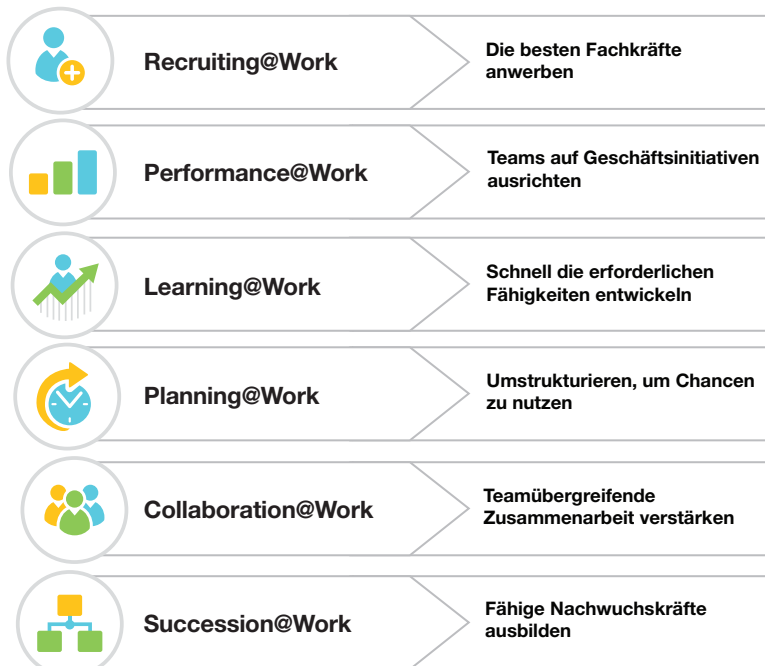 Recruiting@Work
Die besten Fachkräfte
anwerben
Performance@Work
Teams auf Geschäftsinitiativen
ausrichten
Learning@Work
Schnell die erforderlichen
Fähigkeiten entwickeln
Planning@Work
Umstrukturieren, um Chancen
zu nutzen
Collaboration@Work
Teamübergreifende
Zusammenarbeit verstärken
Succession@Work
Fähige Nachwuchskräfte
ausbilden